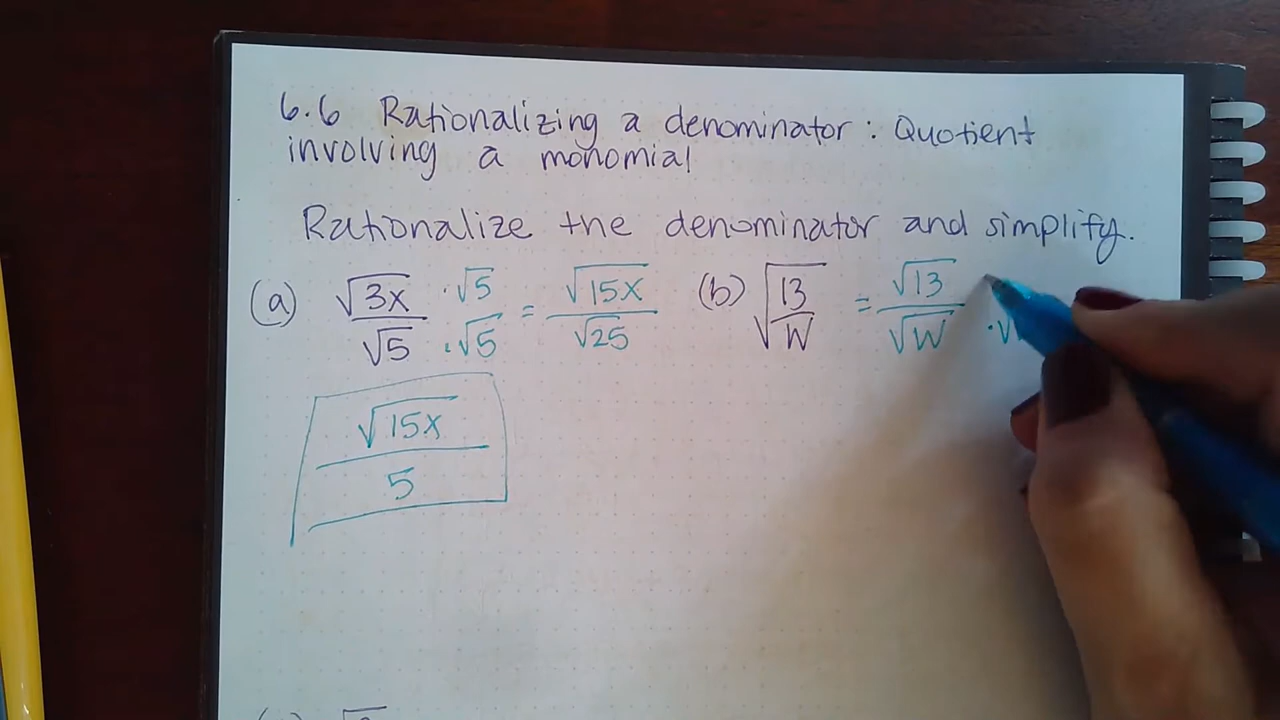 6.6 Rationalizing a denominator: Quotient
involving a monomial
Rationalize the denominator and simplify.
(a) √3x/√5 ·√5/·√5 = √15x/√25 (b) √13/w = √13/√w ·√
√15x/5